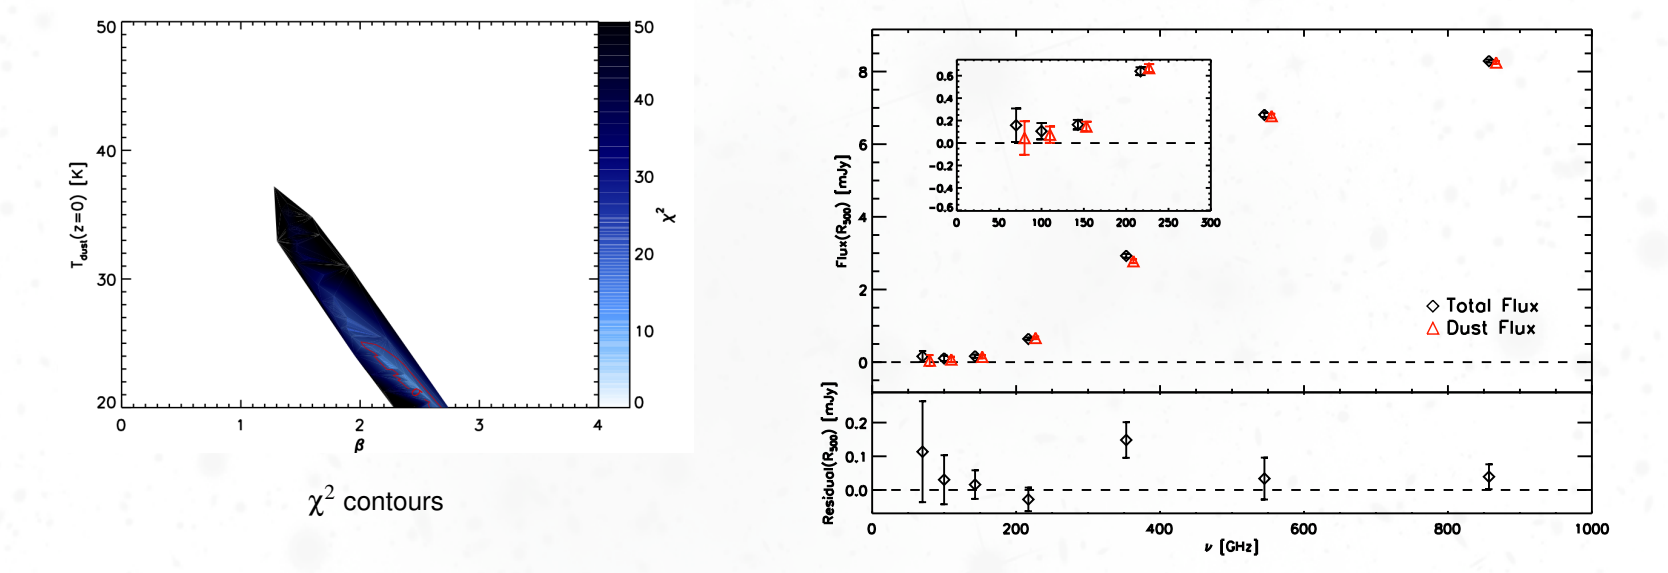 50
40
30
20
T_dust(z=0) [K]
0 1 2 3 4
β
50
40
30
20
10
0
χ²
χ² contours
8
6
4
2
0
Flux(R_500) [mJy]
0.6
0.4
0.2
0.0
−0.2
−0.4
−0.6
0 50 100 150 200 250 300
Total Flux
Dust Flux
0.2
0.1
0.0
Residual(R_500) [mJy]
0 200 400 600 800 1000
ν [GHz]